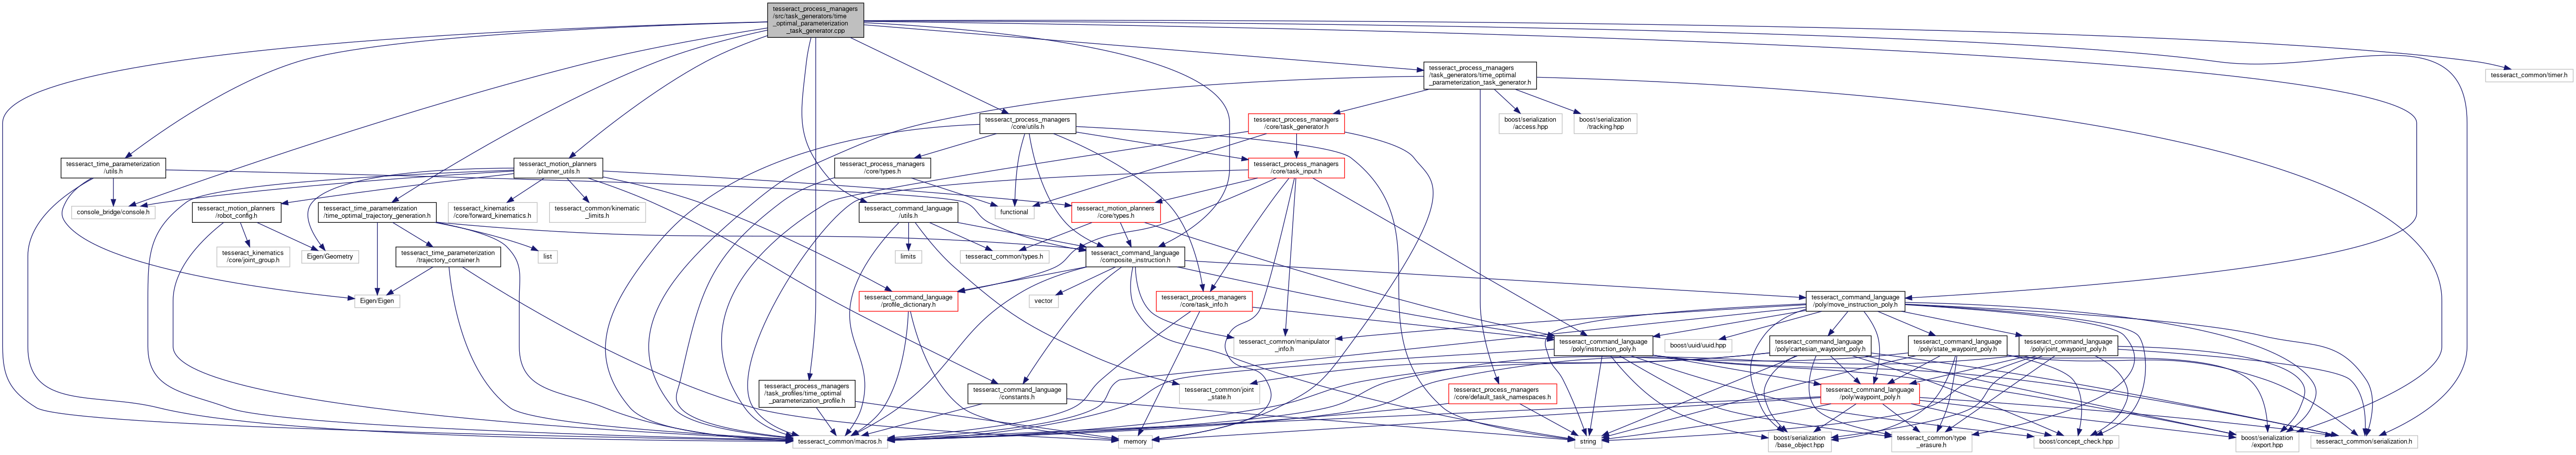 tesseract_process_managers
/src/task_generators/time
_optimal_parameterization
_task_generator.cpp
tesseract_process_managers
/task_generators/time_optimal
_parameterization_task_generator.h
tesseract_common/timer.h
tesseract_process_managers
/core/utils.h
tesseract_process_managers
/core/task_generator.h
boost/serialization
/access.hpp
boost/serialization
/tracking.hpp
tesseract_time_parameterization
/utils.h
tesseract_motion_planners
/planner_utils.h
tesseract_process_managers
/core/types.h
tesseract_process_managers
/core/task_input.h
console_bridge/console.h
tesseract_motion_planners
/robot_config.h
tesseract_time_parameterization
/time_optimal_trajectory_generation.h
tesseract_kinematics
/core/forward_kinematics.h
tesseract_common/kinematic
_limits.h
tesseract_command_language
/utils.h
functional
tesseract_motion_planners
/core/types.h
tesseract_kinematics
/core/joint_group.h
Eigen/Geometry
tesseract_time_parameterization
/trajectory_container.h
list
limits
tesseract_common/types.h
tesseract_command_language
/composite_instruction.h
Eigen/Eigen
tesseract_command_language
/profile_dictionary.h
vector
tesseract_process_managers
/core/task_info.h
tesseract_command_language
/poly/move_instruction_poly.h
tesseract_common/manipulator
_info.h
tesseract_command_language
/poly/instruction_poly.h
boost/uuid/uuid.hpp
tesseract_command_language
/poly/cartesian_waypoint_poly.h
tesseract_command_language
/poly/state_waypoint_poly.h
tesseract_command_language
/poly/joint_waypoint_poly.h
tesseract_process_managers
/task_profiles/time_optimal
_parameterization_profile.h
tesseract_command_language
/constants.h
tesseract_common/joint
_state.h
tesseract_process_managers
/core/default_task_namespaces.h
tesseract_command_language
/poly/waypoint_poly.h
tesseract_common/macros.h
memory
string
boost/serialization
/base_object.hpp
tesseract_common/type
_erasure.h
boost/concept_check.hpp
boost/serialization
/export.hpp
tesseract_common/serialization.h